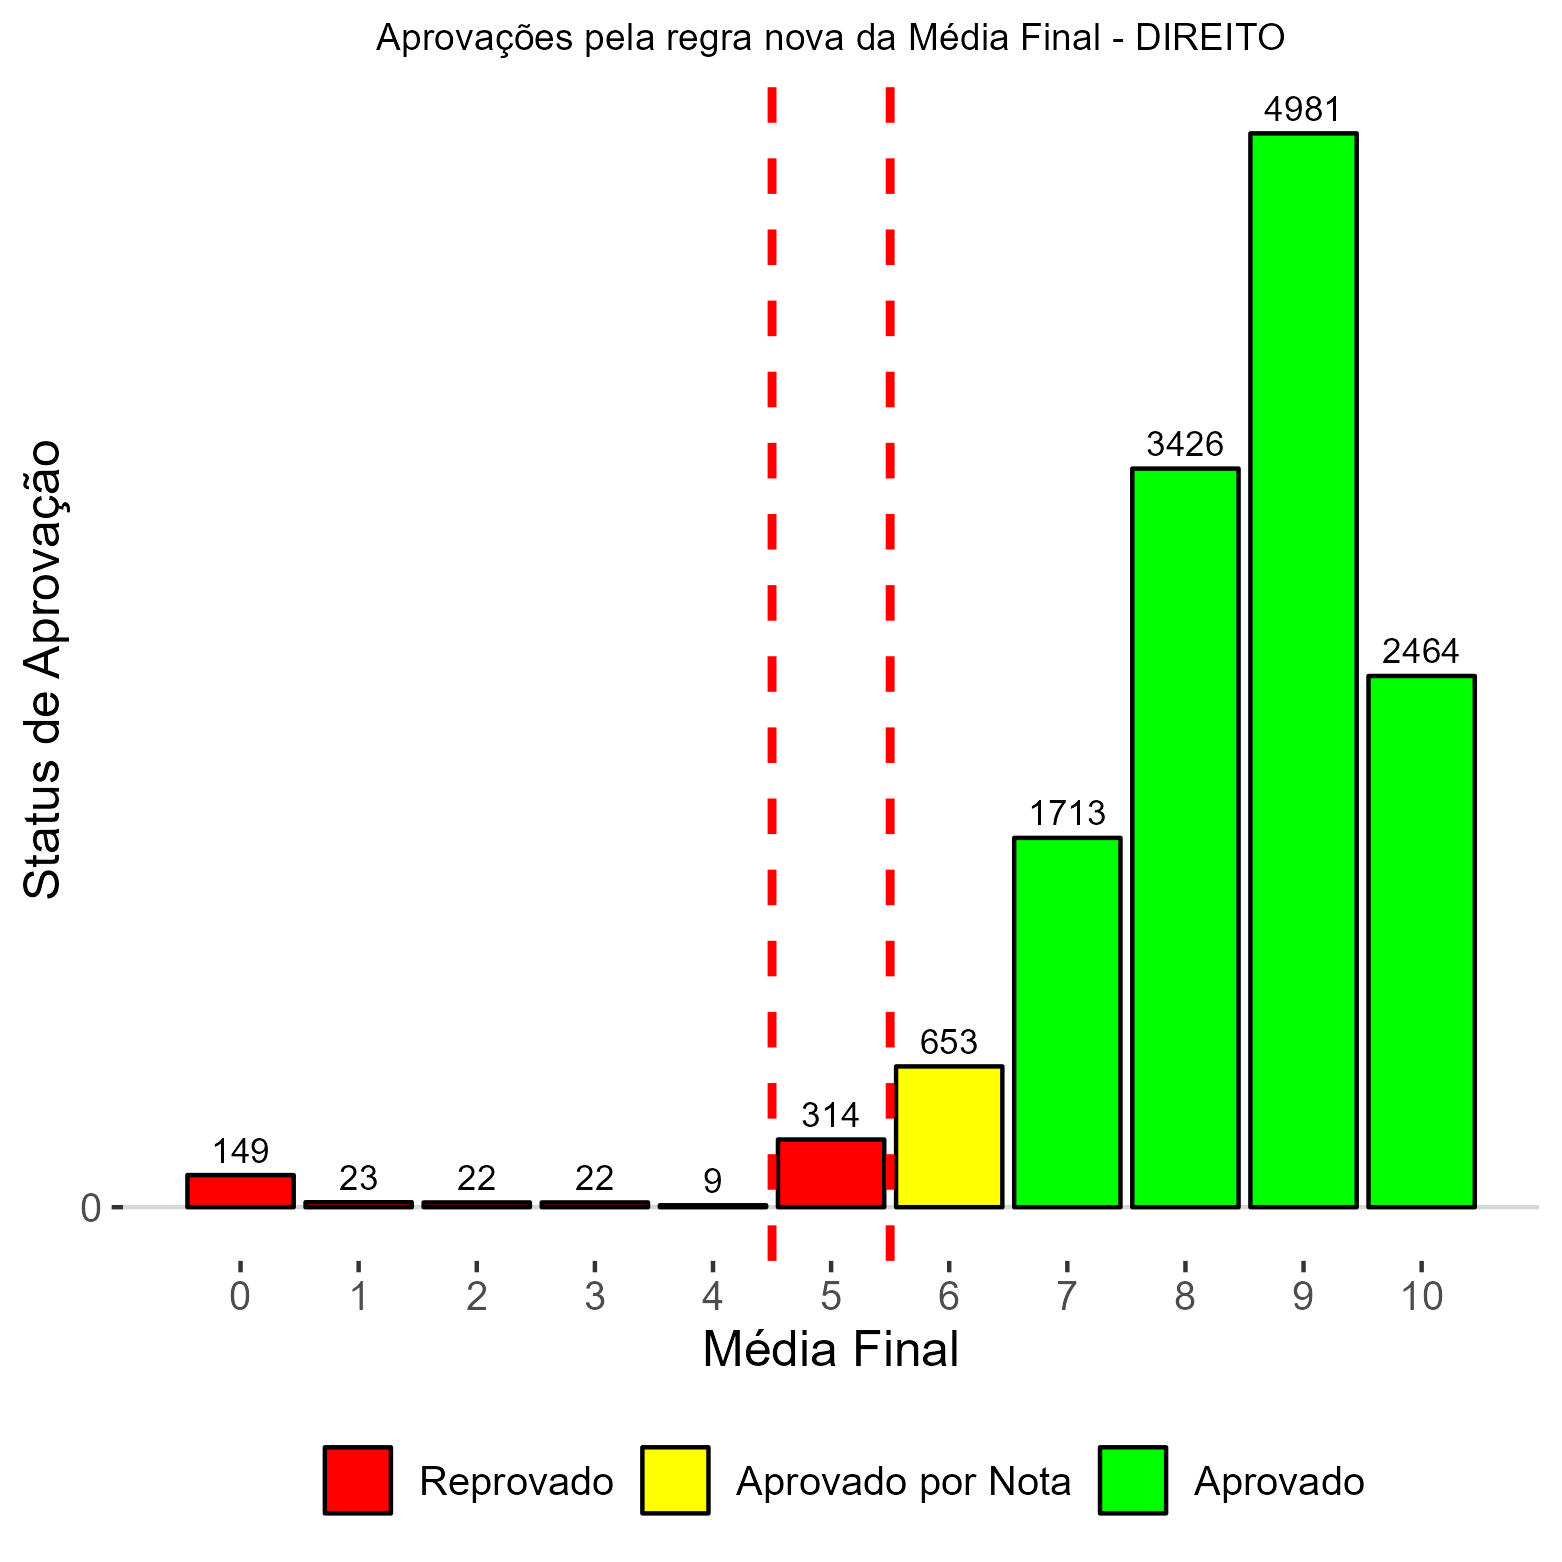 Aprovações pela regra nova da Média Final - DIREITO
4981
3426
2464
1713
653
314
149
23
22
22
9
Status de Aprovação
0
0 1 2 3 4 5 6 7 8 9 10
Média Final
Reprovado Aprovado por Nota Aprovado